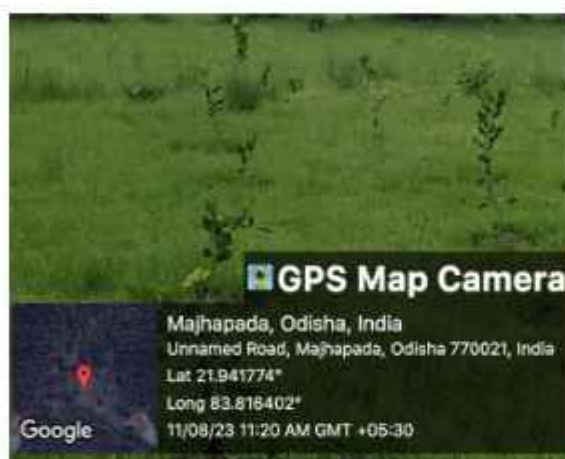 GPS Map Camera
Majhapada, Odisha, India
Unnamed Road, Majhapada, Odisha 770021, India
Lat 21.941774°
Long 83.816402°
11/08/23 11:20 AM GMT +05:30
Google